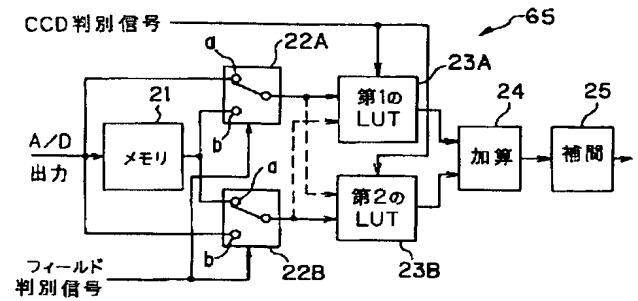 CCD判別信号
65
a
22A
23A
21
b
第1の
LUT
24
25
A/D
出力
メモリ
加算
補間
a
第2の
LUT
b
22B
23B
フィールド
判別信号